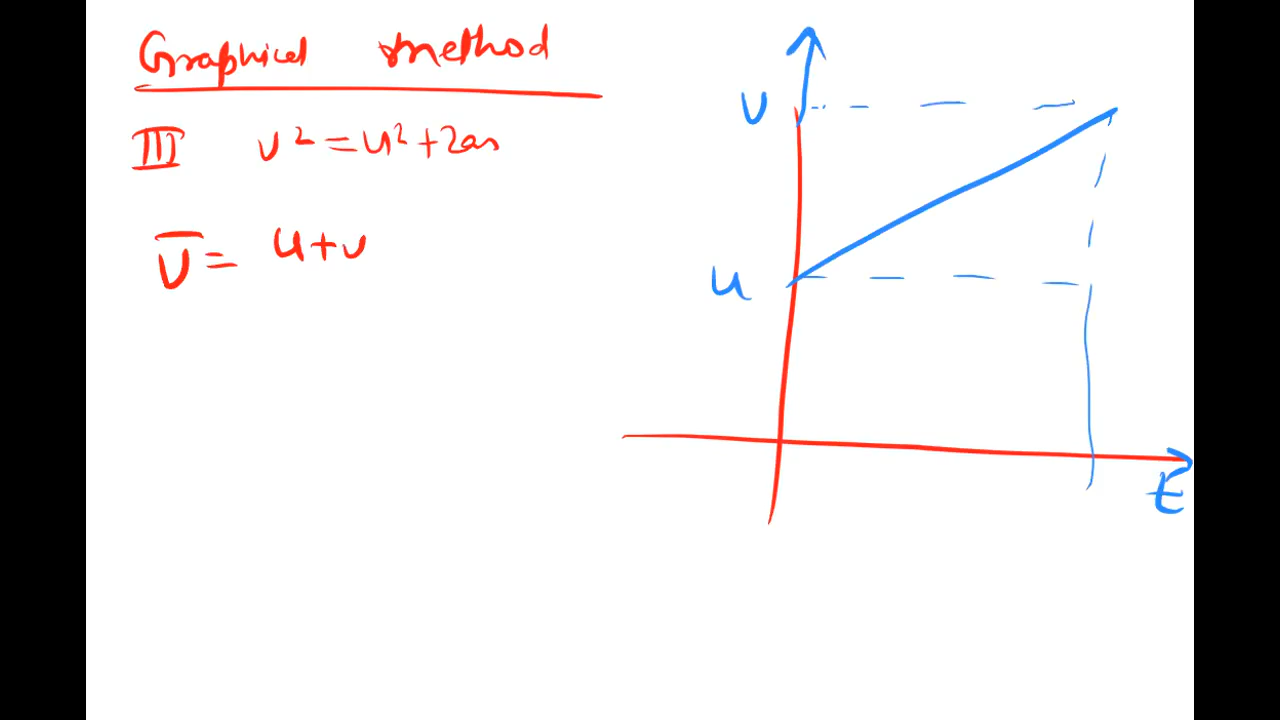 Graphical method
III v² = u² + 2as
v̅ = u+v
v
u
t